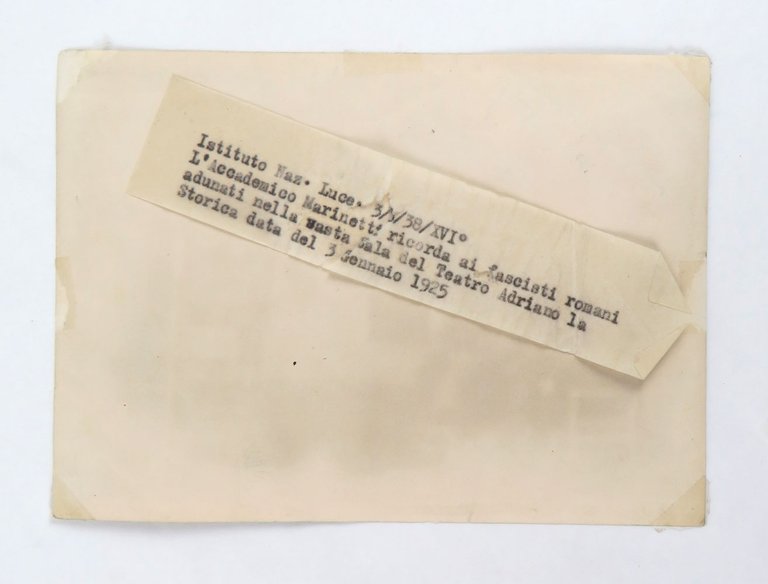 Istituto Naz. Luce. 3/1/38/XVI°
L'Accademico Marinetti ricorda ai fascisti romani
adunati nella vasta Sala del Teatro Adriano la
Storica data del 3 Gennaio 1925